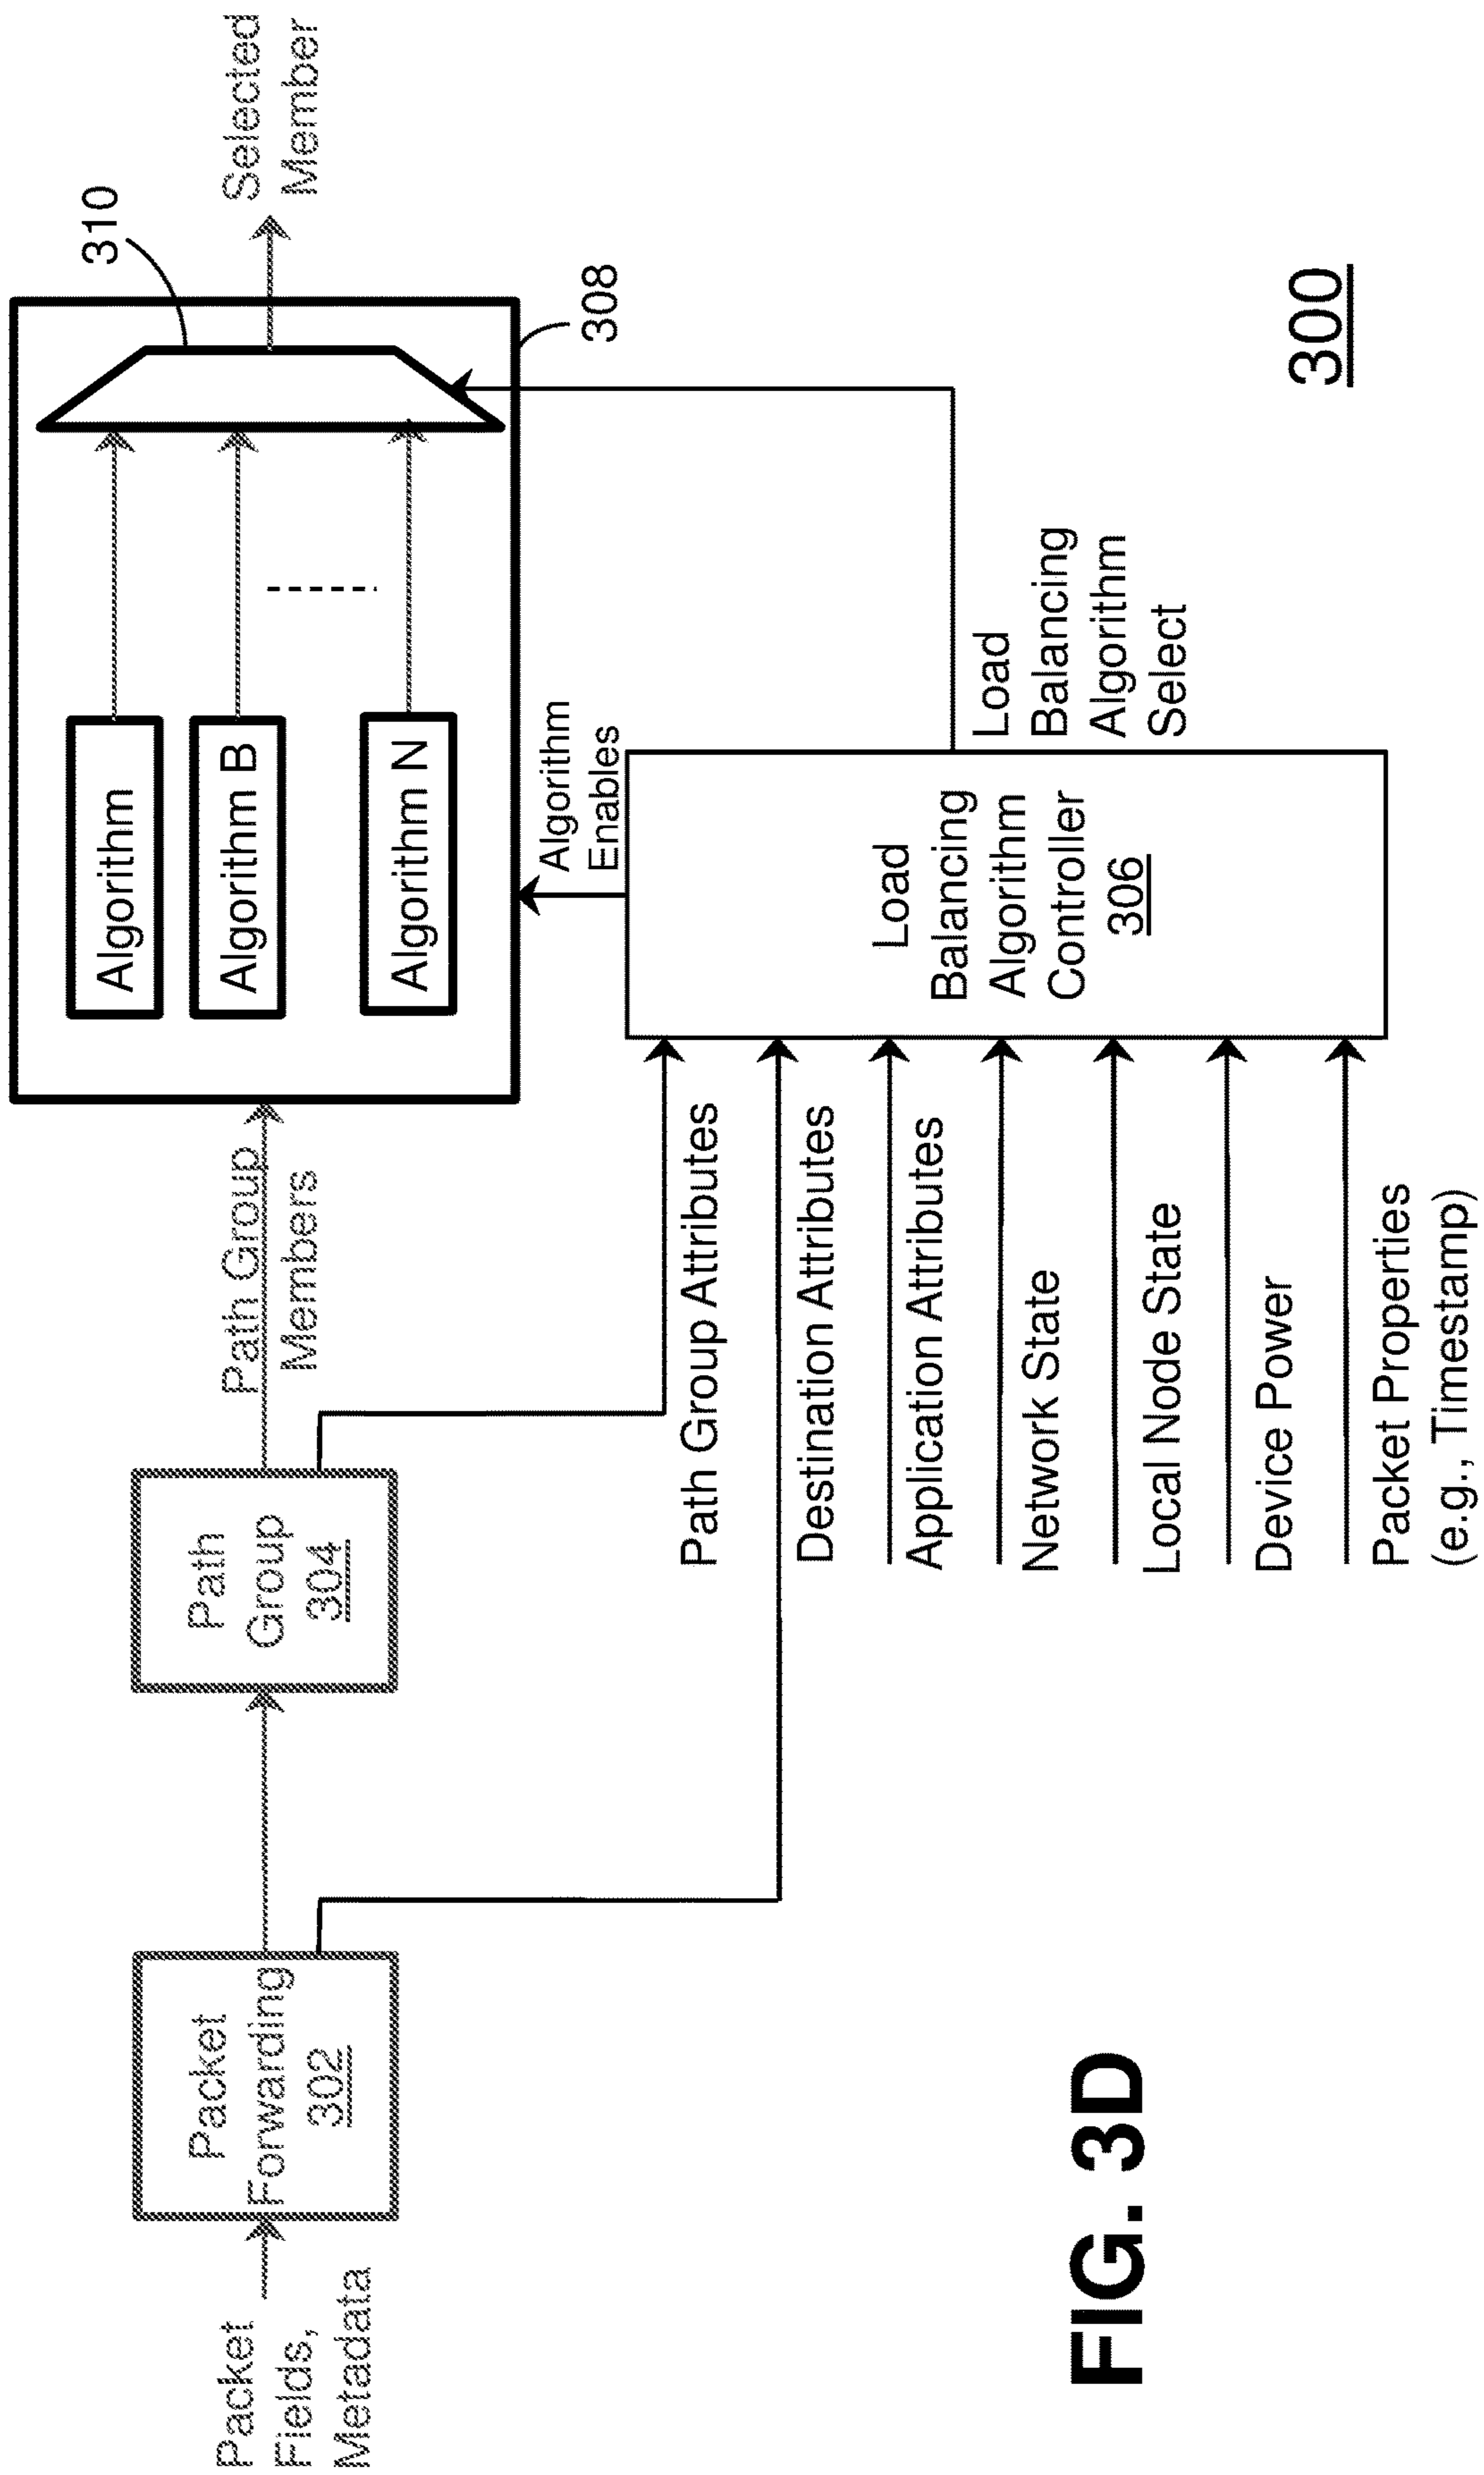 Packet
Fields,
Metadata
Packet
Forwarding
302
Path
Group
304
Path Group
Members
Algorithm
Algorithm B
Algorithm N
310
308
Selected
Member
Algorithm
Enables
Path Group Attributes
Destination Attributes
Application Attributes
Network State
Local Node State
Device Power
Packet Properties
(e.g., Timestamp)
Load
Balancing
Algorithm
Controller
306
Load
Balancing
Algorithm
Select
300
FIG. 3D